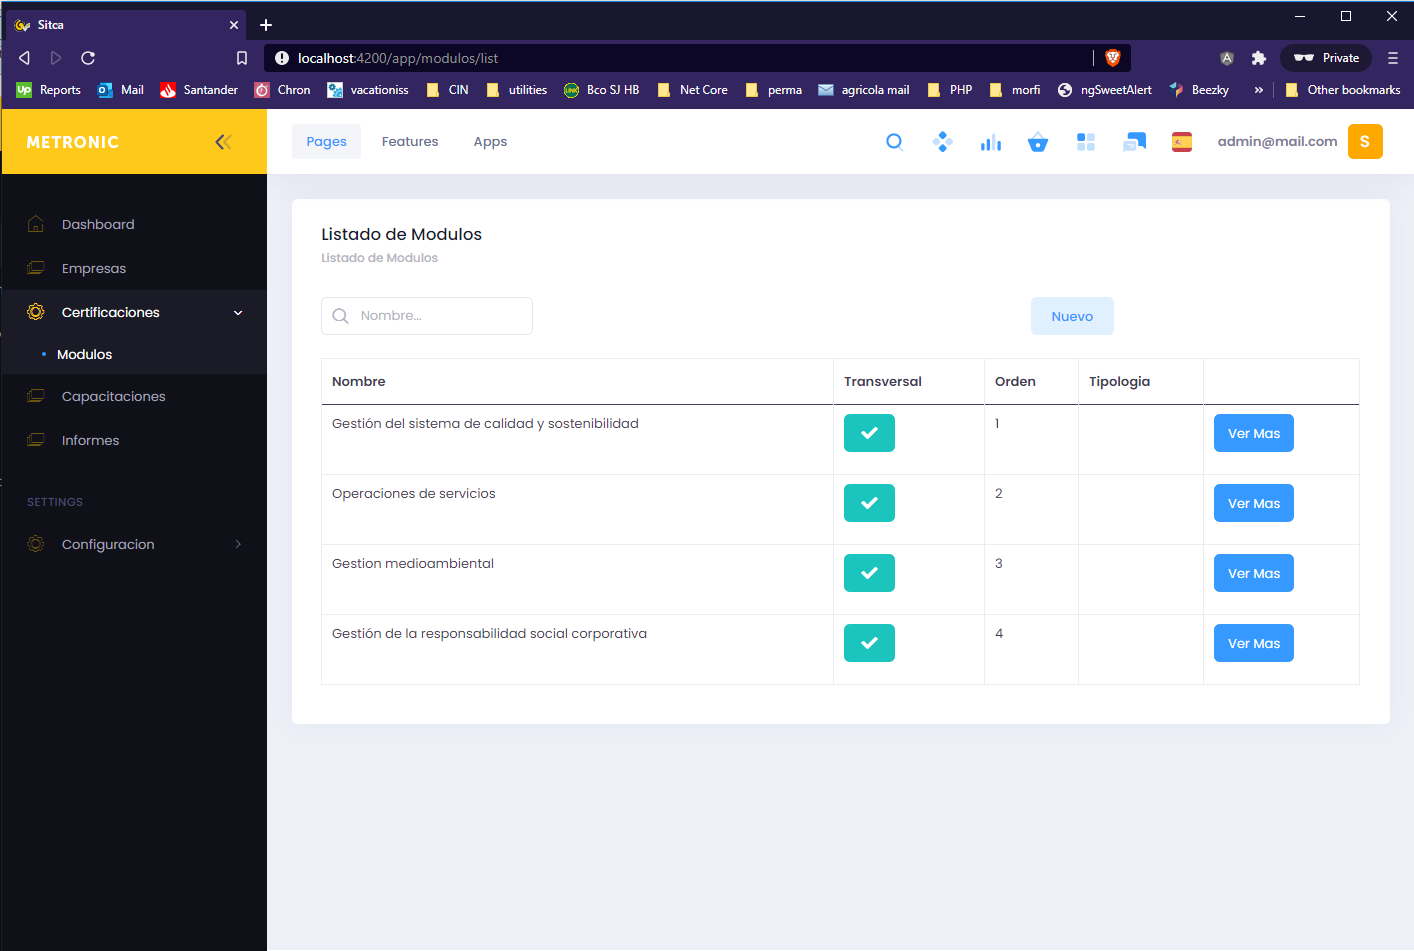 Sitca
localhost:4200/app/modulos/list
Private
Up Reports Mail Santander Chron vacationiss CIN utilities LINK Bco SJ HB Net Core perma agricola mail PHP morfi ngSweetAlert Beezky » Other bookmarks
METRONIC
Pages Features Apps
admin@mail.com S
Dashboard
Empresas
Certificaciones
Modulos
Capacitaciones
Informes
SETTINGS
Configuracion
Listado de Modulos
Listado de Modulos
Nombre...
Nuevo
Nombre Transversal Orden Tipologia
Gestión del sistema de calidad y sostenibilidad 1 Ver Mas
Operaciones de servicios 2 Ver Mas
Gestion medioambiental 3 Ver Mas
Gestión de la responsabilidad social corporativa 4 Ver Mas